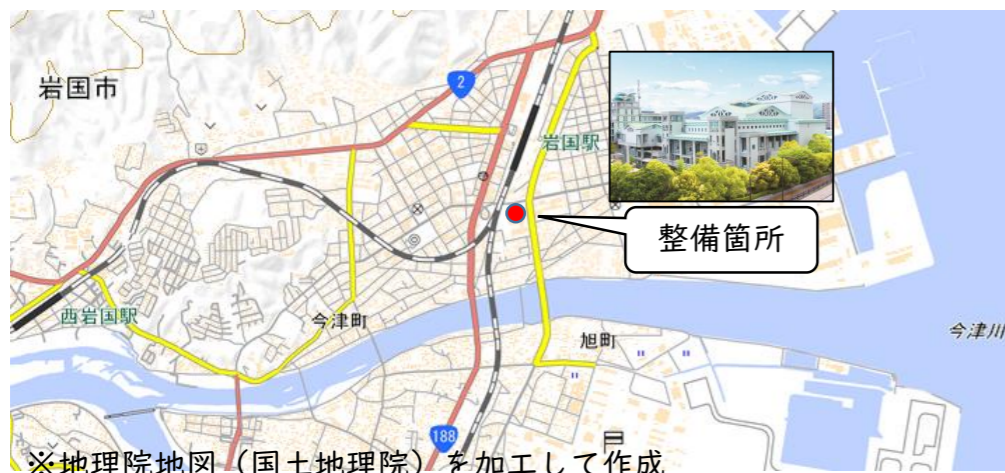 岩国市
2
岩国駅
整備箇所
西岩国駅
今津町
旭町
今津川
188
※地理院地図(国土地理院)を加工して作成